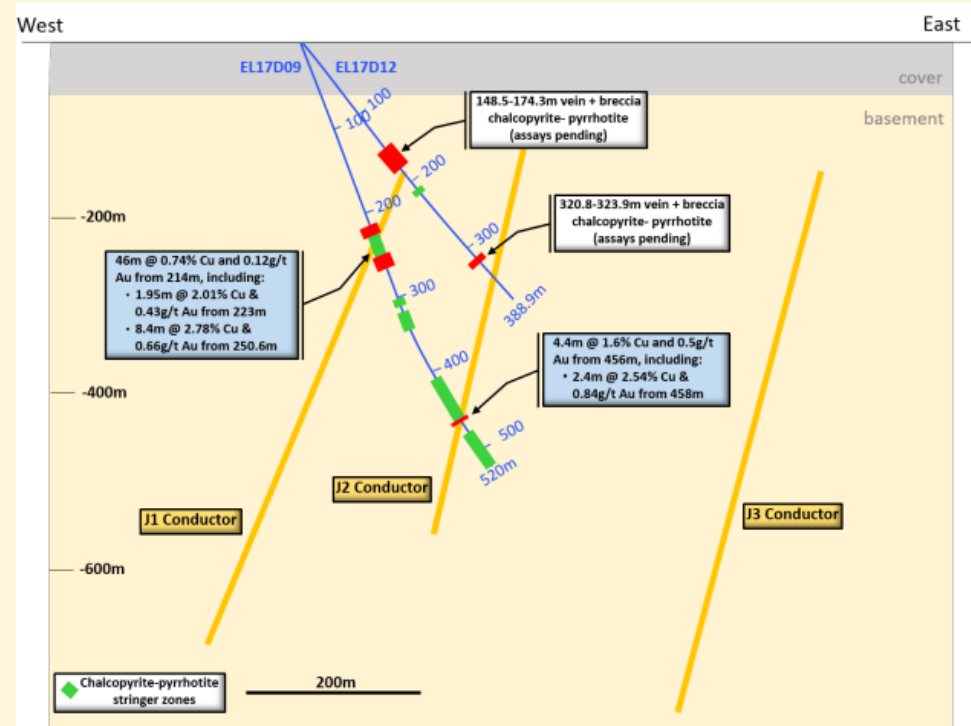 West
East
EL17D09
EL17D12
cover
basement
100
100
148.5-174.3m vein + breccia
chalcopyrite- pyrrhotite
(assays pending)
200
200
-200m
320.8-323.9m vein + breccia
chalcopyrite- pyrrhotite
(assays pending)
300
46m @ 0.74% Cu and 0.12g/t
Au from 214m, including:
• 1.95m @ 2.01% Cu &
0.43g/t Au from 223m
• 8.4m @ 2.78% Cu &
0.66g/t Au from 250.6m
300
388.9m
4.4m @ 1.6% Cu and 0.5g/t
Au from 456m, including:
• 2.4m @ 2.54% Cu &
0.84g/t Au from 458m
400
-400m
500
520m
J2 Conductor
J1 Conductor
J3 Conductor
-600m
Chalcopyrite-pyrrhotite
stringer zones
200m